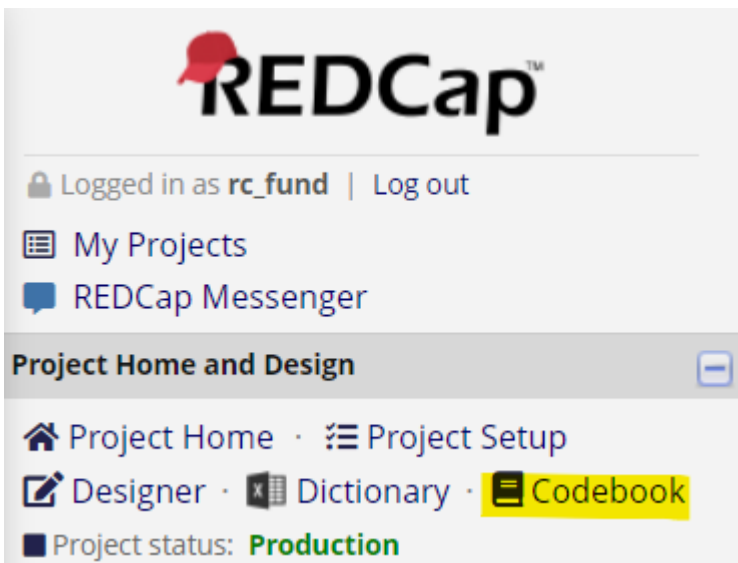 REDCap™
Logged in as rc_fund | Log out
My Projects
REDCap Messenger
Project Home and Design
Project Home · Project Setup
Designer · Dictionary · Codebook
Project status: Production